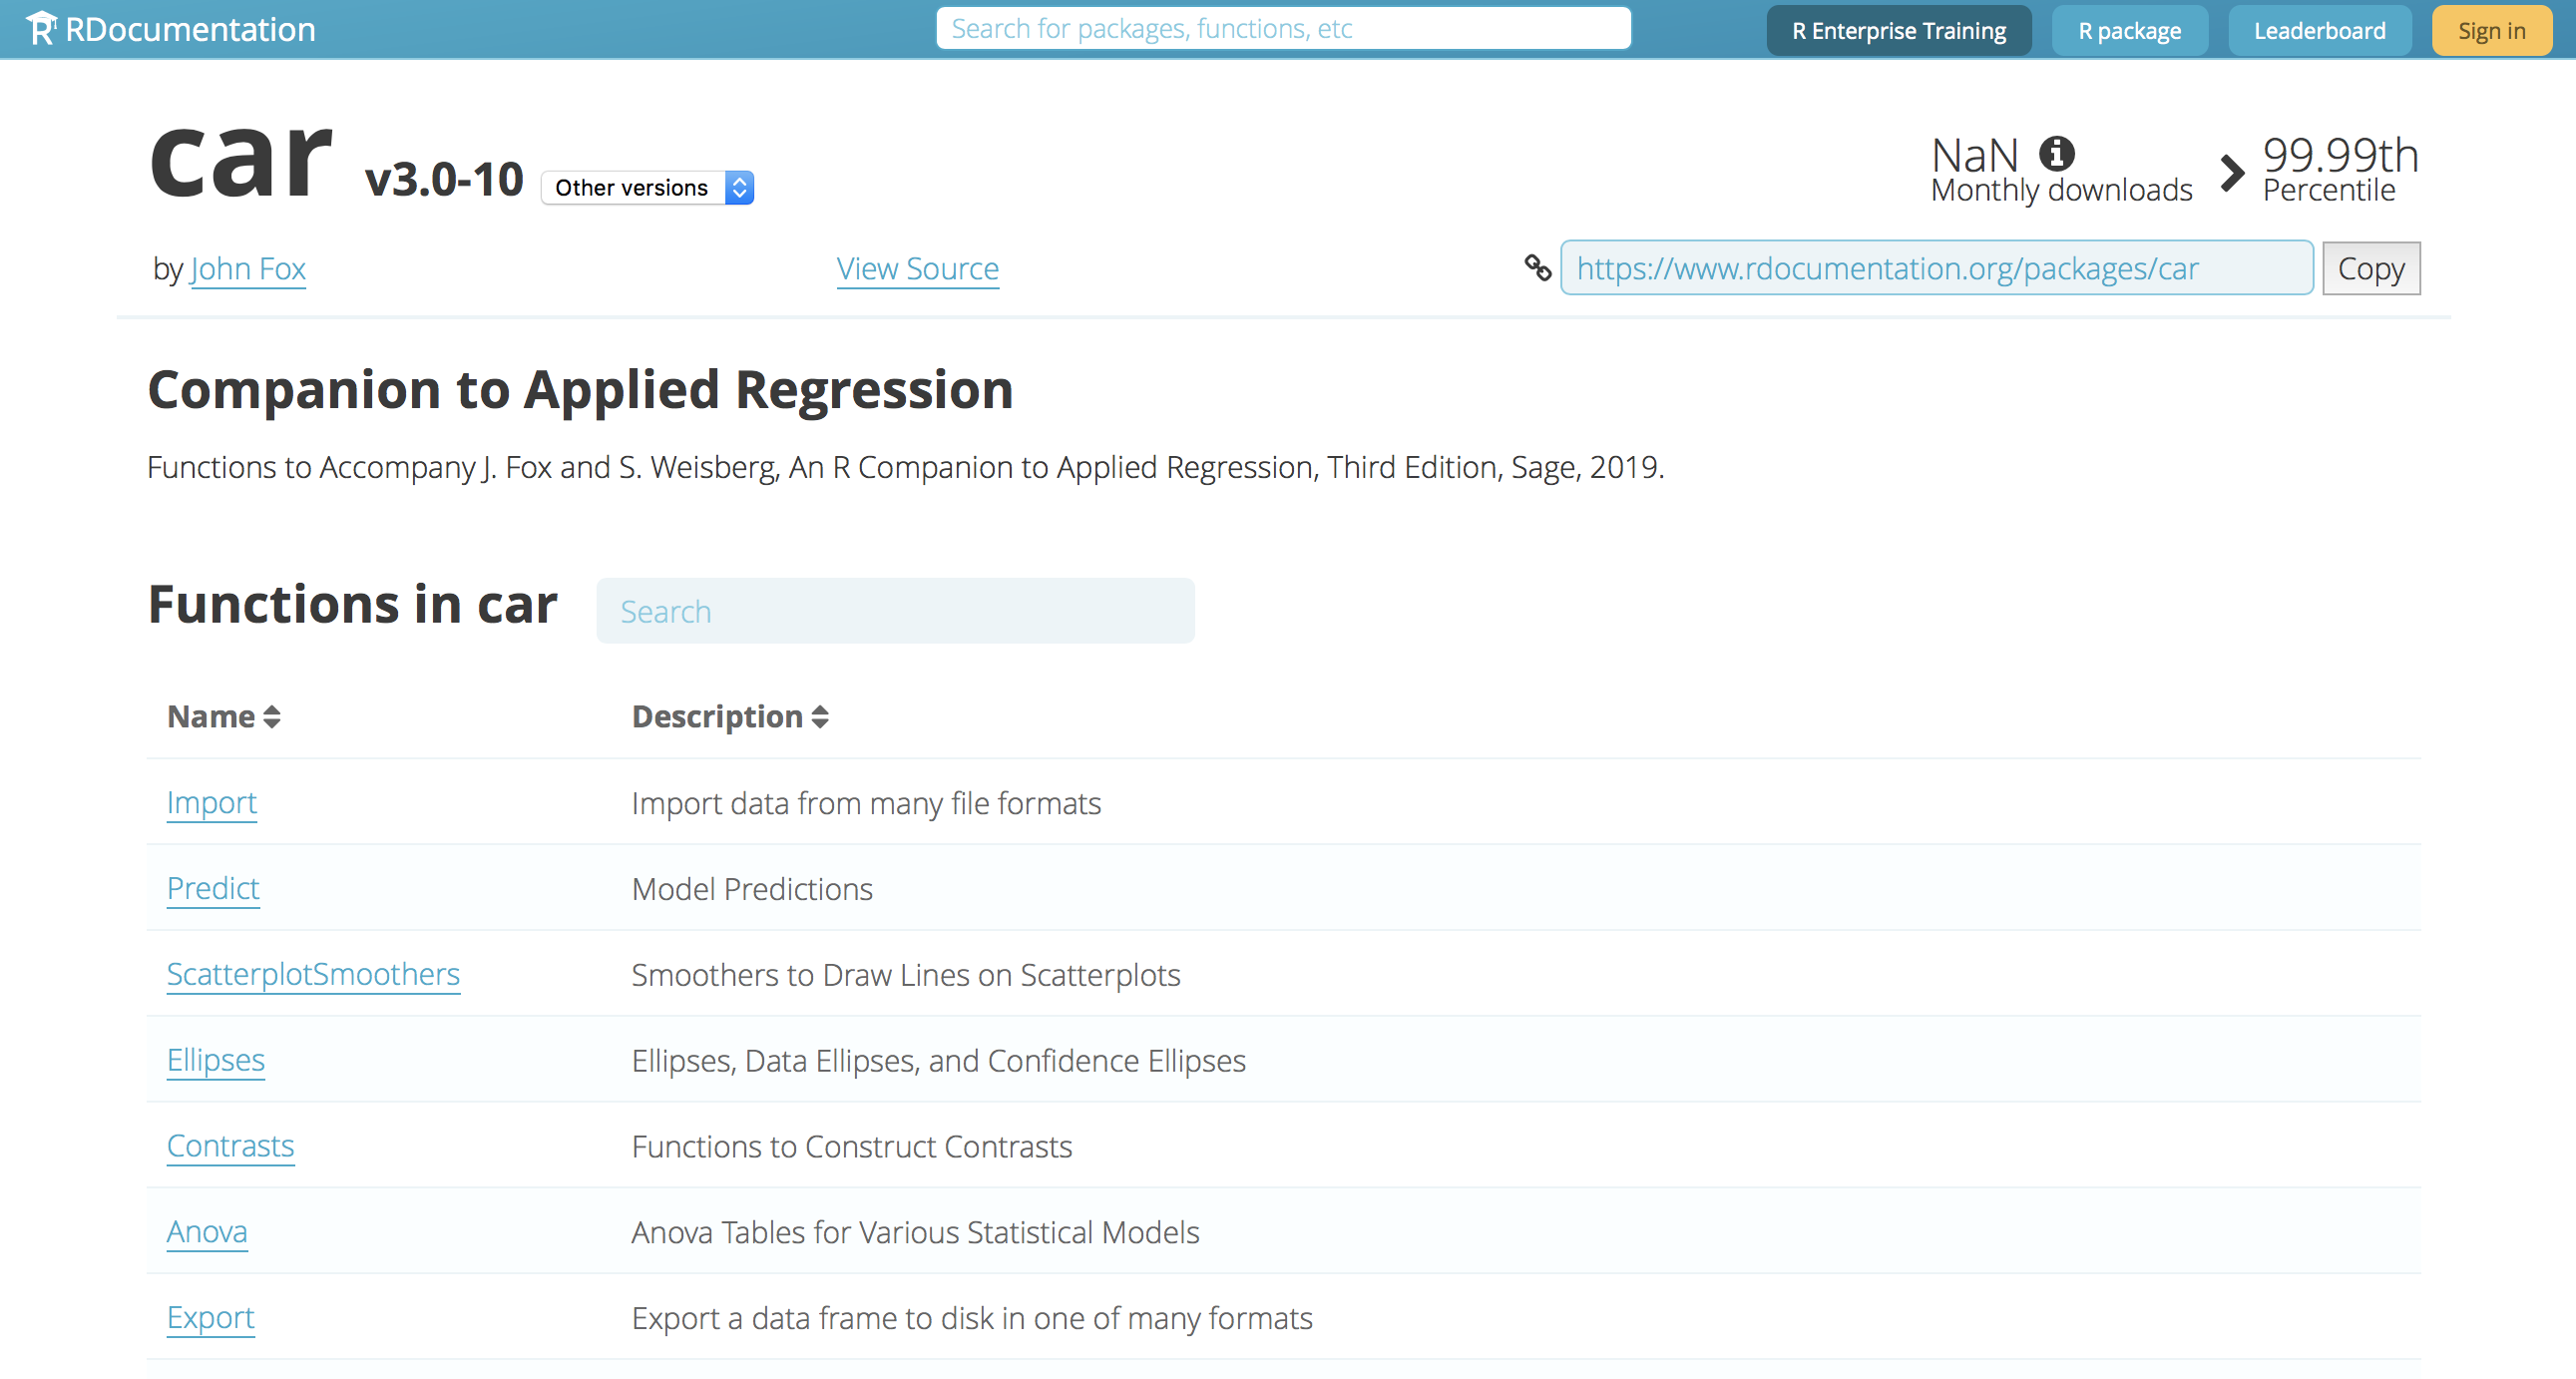 RDocumentation
Search for packages, functions, etc
R Enterprise Training
R package
Leaderboard
Sign in
car v3.0-10 Other versions
NaN
Monthly downloads
99.99th
Percentile
by John Fox
View Source
https://www.rdocumentation.org/packages/car
Copy
Companion to Applied Regression
Functions to Accompany J. Fox and S. Weisberg, An R Companion to Applied Regression, Third Edition, Sage, 2019.
Functions in car
Search
Name Description
Import Import data from many file formats
Predict Model Predictions
ScatterplotSmoothers Smoothers to Draw Lines on Scatterplots
Ellipses Ellipses, Data Ellipses, and Confidence Ellipses
Contrasts Functions to Construct Contrasts
Anova Anova Tables for Various Statistical Models
Export Export a data frame to disk in one of many formats